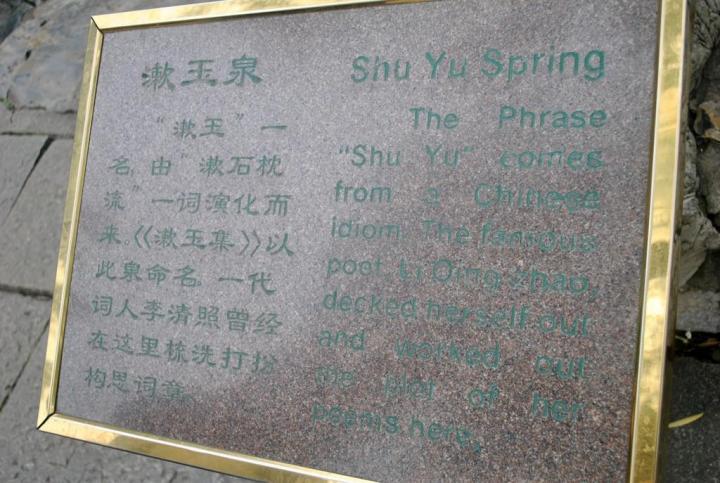 漱玉泉
“漱玉”一
名,由“漱石枕
流”一词演化而
来。《漱玉集》以
此泉命名。一代
词人李清照曾经
在这里梳洗打扮
构思词章。
Shu Yu Spring
The Phrase
“Shu Yu” comes
from a Chinese
Idiom. The famous
poet Li Qing zhao,
decked herself out
and worked out
the plot of her
poems here.